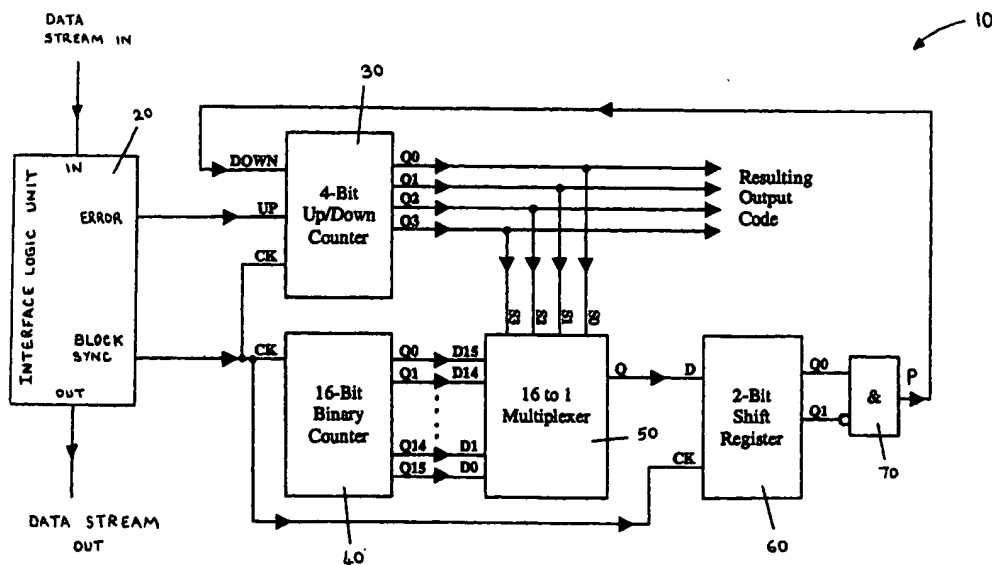 DATA
STREAM IN
10
20
IN
INTERFACE LOGIC UNIT
ERROR
BLOCK
SYNC
OUT
DATA STREAM
OUT
30
DOWN
UP
CK
4-Bit
Up/Down
Counter
Q0
Q1
Q2
Q3
Resulting
Output
Code
S3
S2
S1
S0
CK
16-Bit
Binary
Counter
Q0
Q1
Q14
Q15
40
D15
D14
D1
D0
16 to 1
Multiplexer
50
Q
D
CK
2-Bit
Shift
Register
60
Q0
Q1
&
70
P